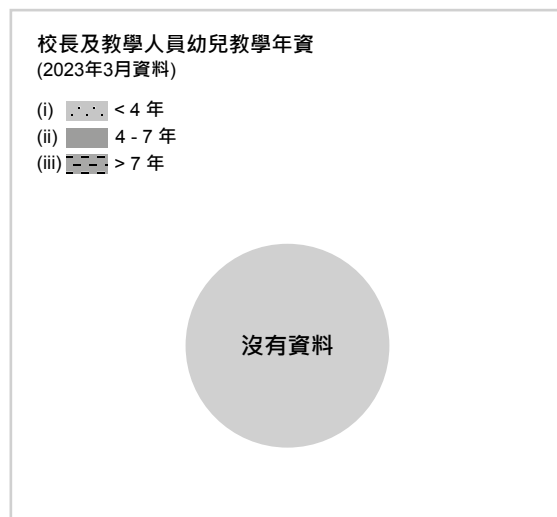 校長及教學人員幼兒教學年資
(2023年3月資料)
(i) < 4 年
(ii) 4 - 7 年
(iii) > 7 年
沒有資料